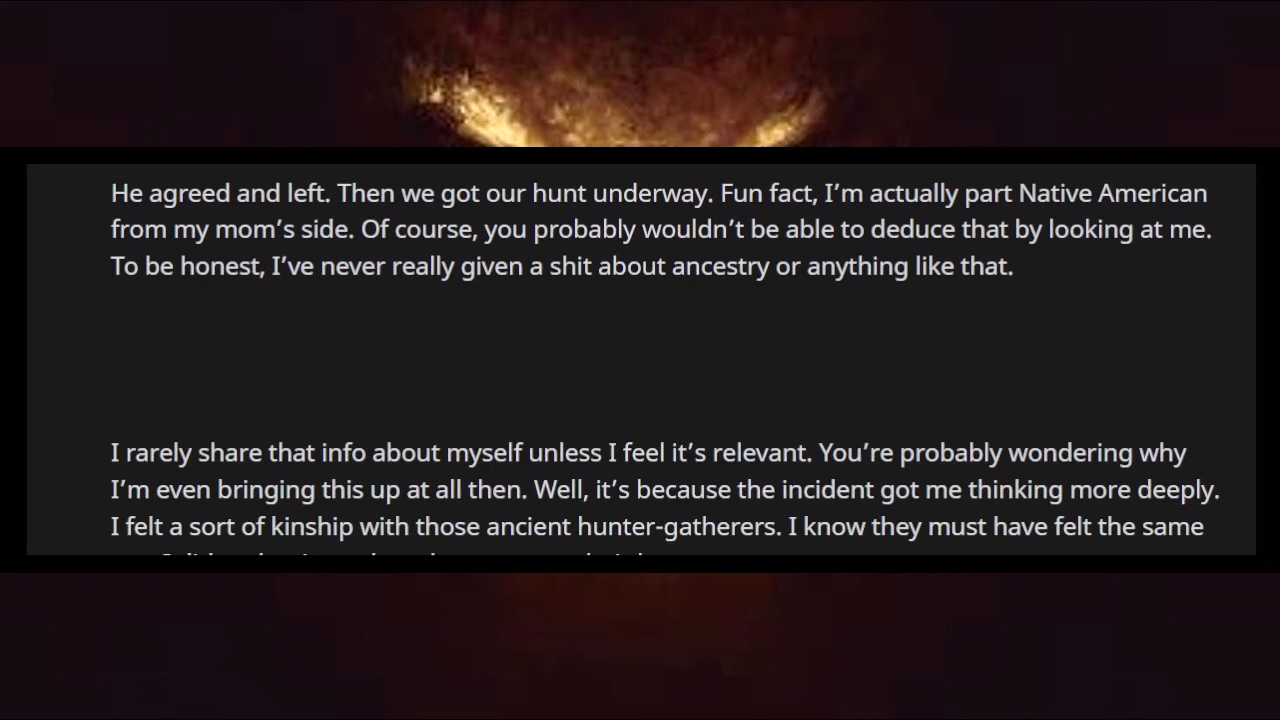 He agreed and left. Then we got our hunt underway. Fun fact, I’m actually part Native American
from my mom’s side. Of course, you probably wouldn’t be able to deduce that by looking at me.
To be honest, I’ve never really given a shit about ancestry or anything like that.
I rarely share that info about myself unless I feel it’s relevant. You’re probably wondering why
I’m even bringing this up at all then. Well, it’s because the incident got me thinking more deeply.
I felt a sort of kinship with those ancient hunter-gatherers. I know they must have felt the same